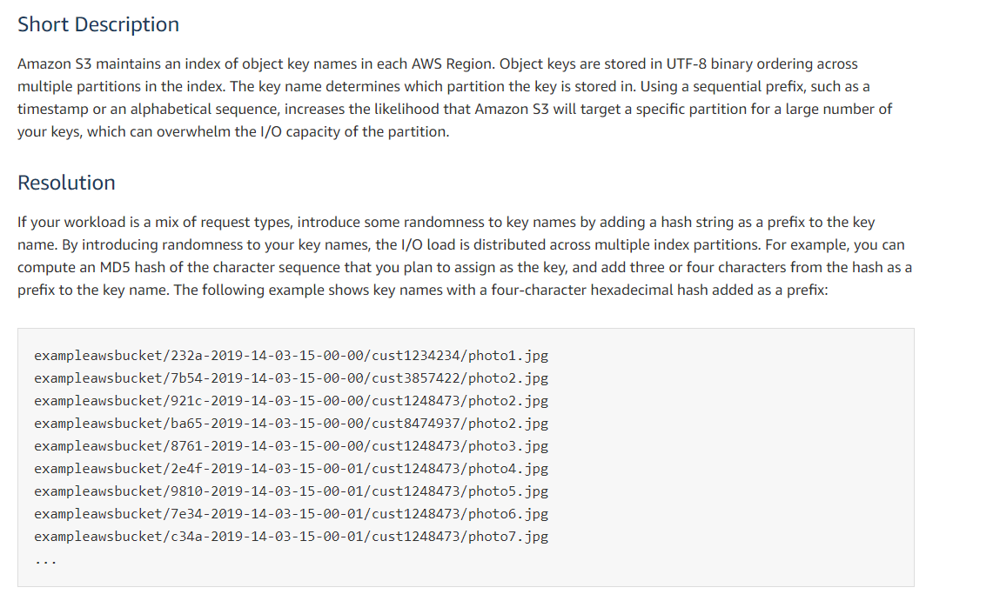 Short Description
Amazon S3 maintains an index of object key names in each AWS Region. Object keys are stored in UTF-8 binary ordering across
multiple partitions in the index. The key name determines which partition the key is stored in. Using a sequential prefix, such as a
timestamp or an alphabetical sequence, increases the likelihood that Amazon S3 will target a specific partition for a large number of
your keys, which can overwhelm the I/O capacity of the partition.
Resolution
If your workload is a mix of request types, introduce some randomness to key names by adding a hash string as a prefix to the key
name. By introducing randomness to your key names, the I/O load is distributed across multiple index partitions. For example, you can
compute an MD5 hash of the character sequence that you plan to assign as the key, and add three or four characters from the hash as a
prefix to the key name. The following example shows key names with a four-character hexadecimal hash added as a prefix:
exampleawsbucket/232a-2019-14-03-15-00-00/cust1234234/photo1.jpg
exampleawsbucket/7b54-2019-14-03-15-00-00/cust3857422/photo2.jpg
exampleawsbucket/921c-2019-14-03-15-00-00/cust1248473/photo2.jpg
exampleawsbucket/ba65-2019-14-03-15-00-00/cust8474937/photo2.jpg
exampleawsbucket/8761-2019-14-03-15-00-00/cust1248473/photo3.jpg
exampleawsbucket/2e4f-2019-14-03-15-00-01/cust1248473/photo4.jpg
exampleawsbucket/9810-2019-14-03-15-00-01/cust1248473/photo5.jpg
exampleawsbucket/7e34-2019-14-03-15-00-01/cust1248473/photo6.jpg
exampleawsbucket/c34a-2019-14-03-15-00-01/cust1248473/photo7.jpg
...